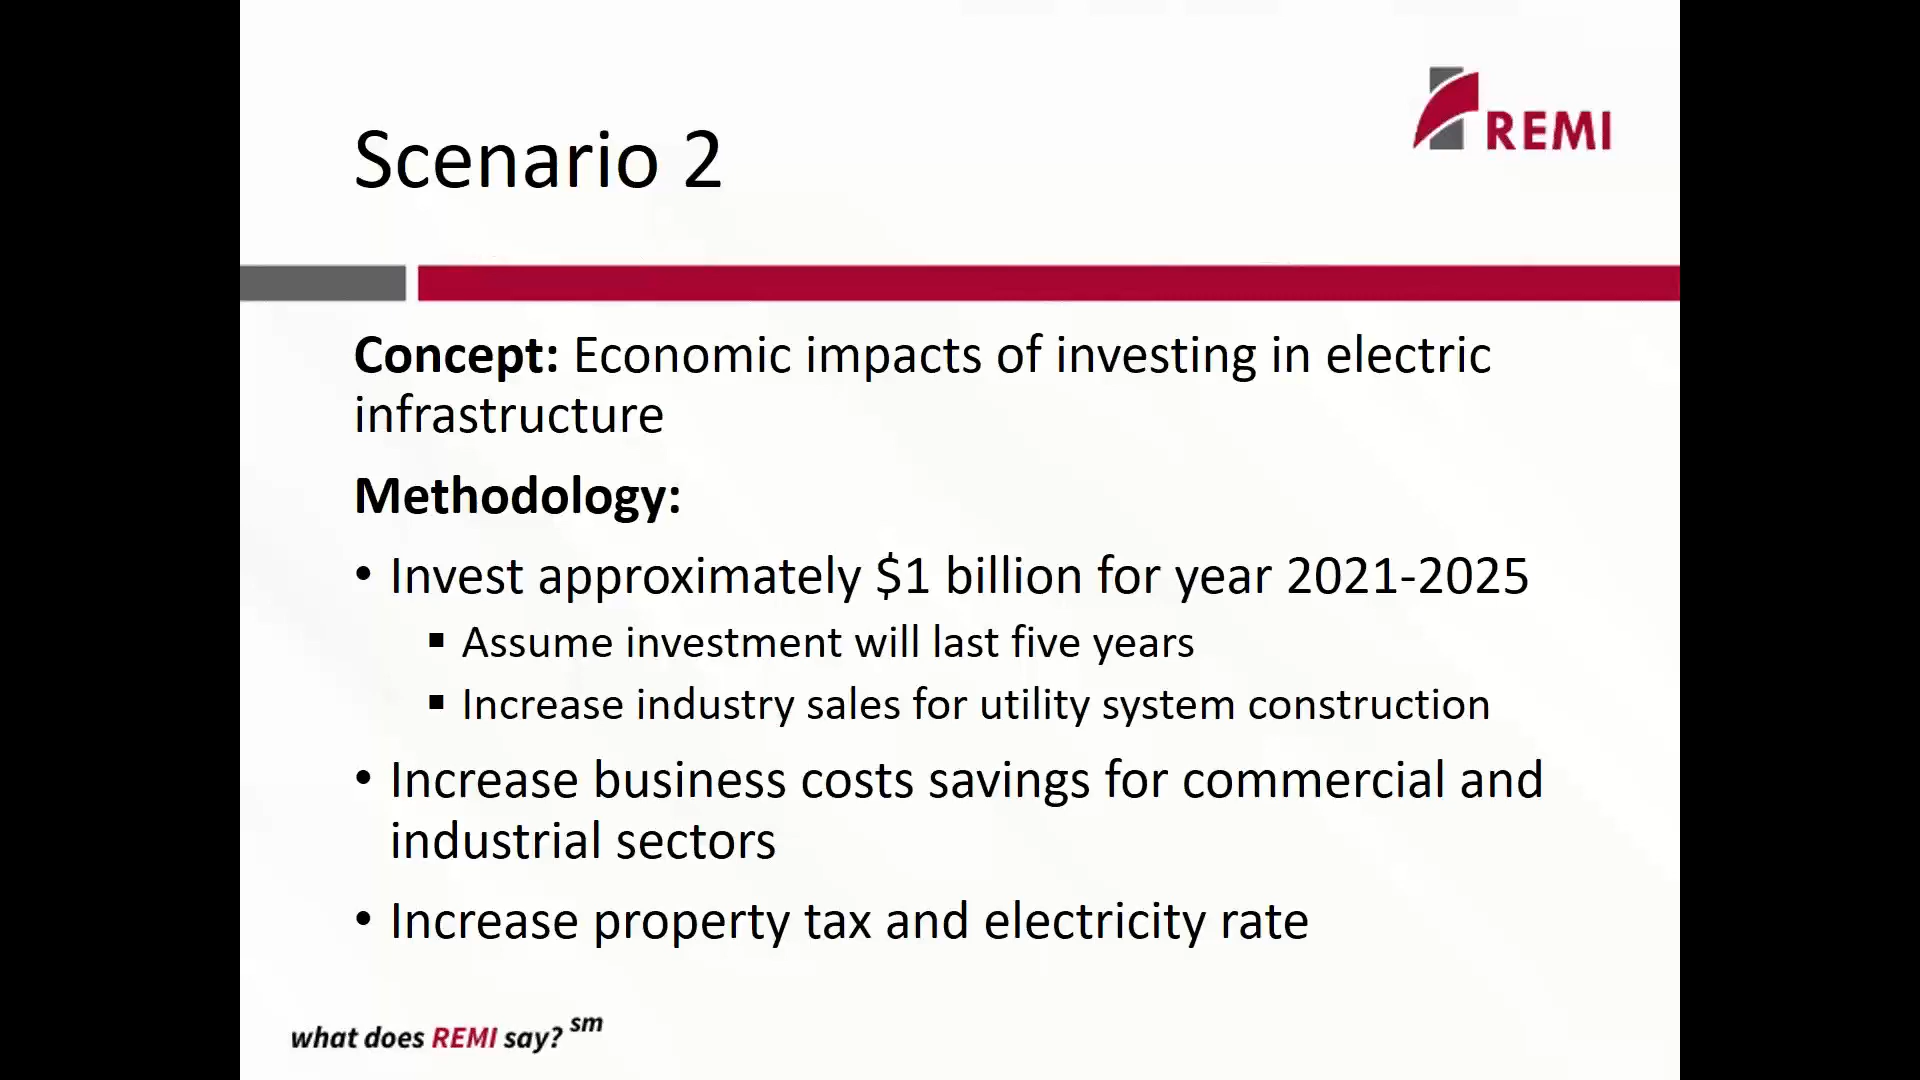 REMI
Scenario 2
Concept: Economic impacts of investing in electric
infrastructure
Methodology:
• Invest approximately $1 billion for year 2021-2025
▪ Assume investment will last five years
▪ Increase industry sales for utility system construction
• Increase business costs savings for commercial and
industrial sectors
• Increase property tax and electricity rate
what does REMI say? sm